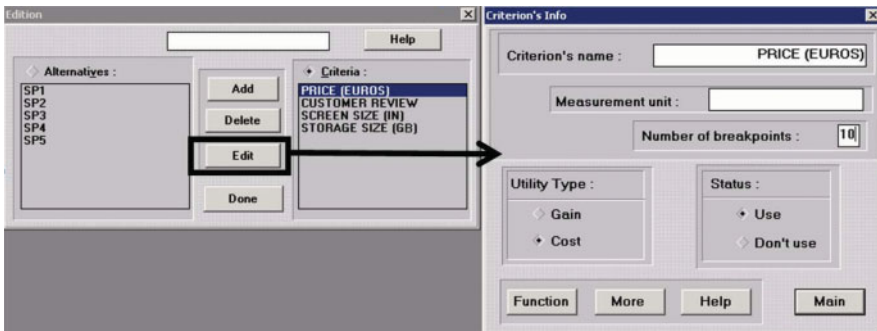 Edition
Help
Alternatives :
SP1
SP2
SP3
SP4
SP5
Add
Delete
Edit
Done
Criteria :
PRICE (EUROS)
CUSTOMER REVIEW
SCREEN SIZE (IN)
STORAGE SIZE (GB)
Criterion's Info
Criterion's name :
PRICE (EUROS)
Measurement unit :
Number of breakpoints :
10
Utility Type :
Gain
Cost
Status :
Use
Don't use
Function
More
Help
Main